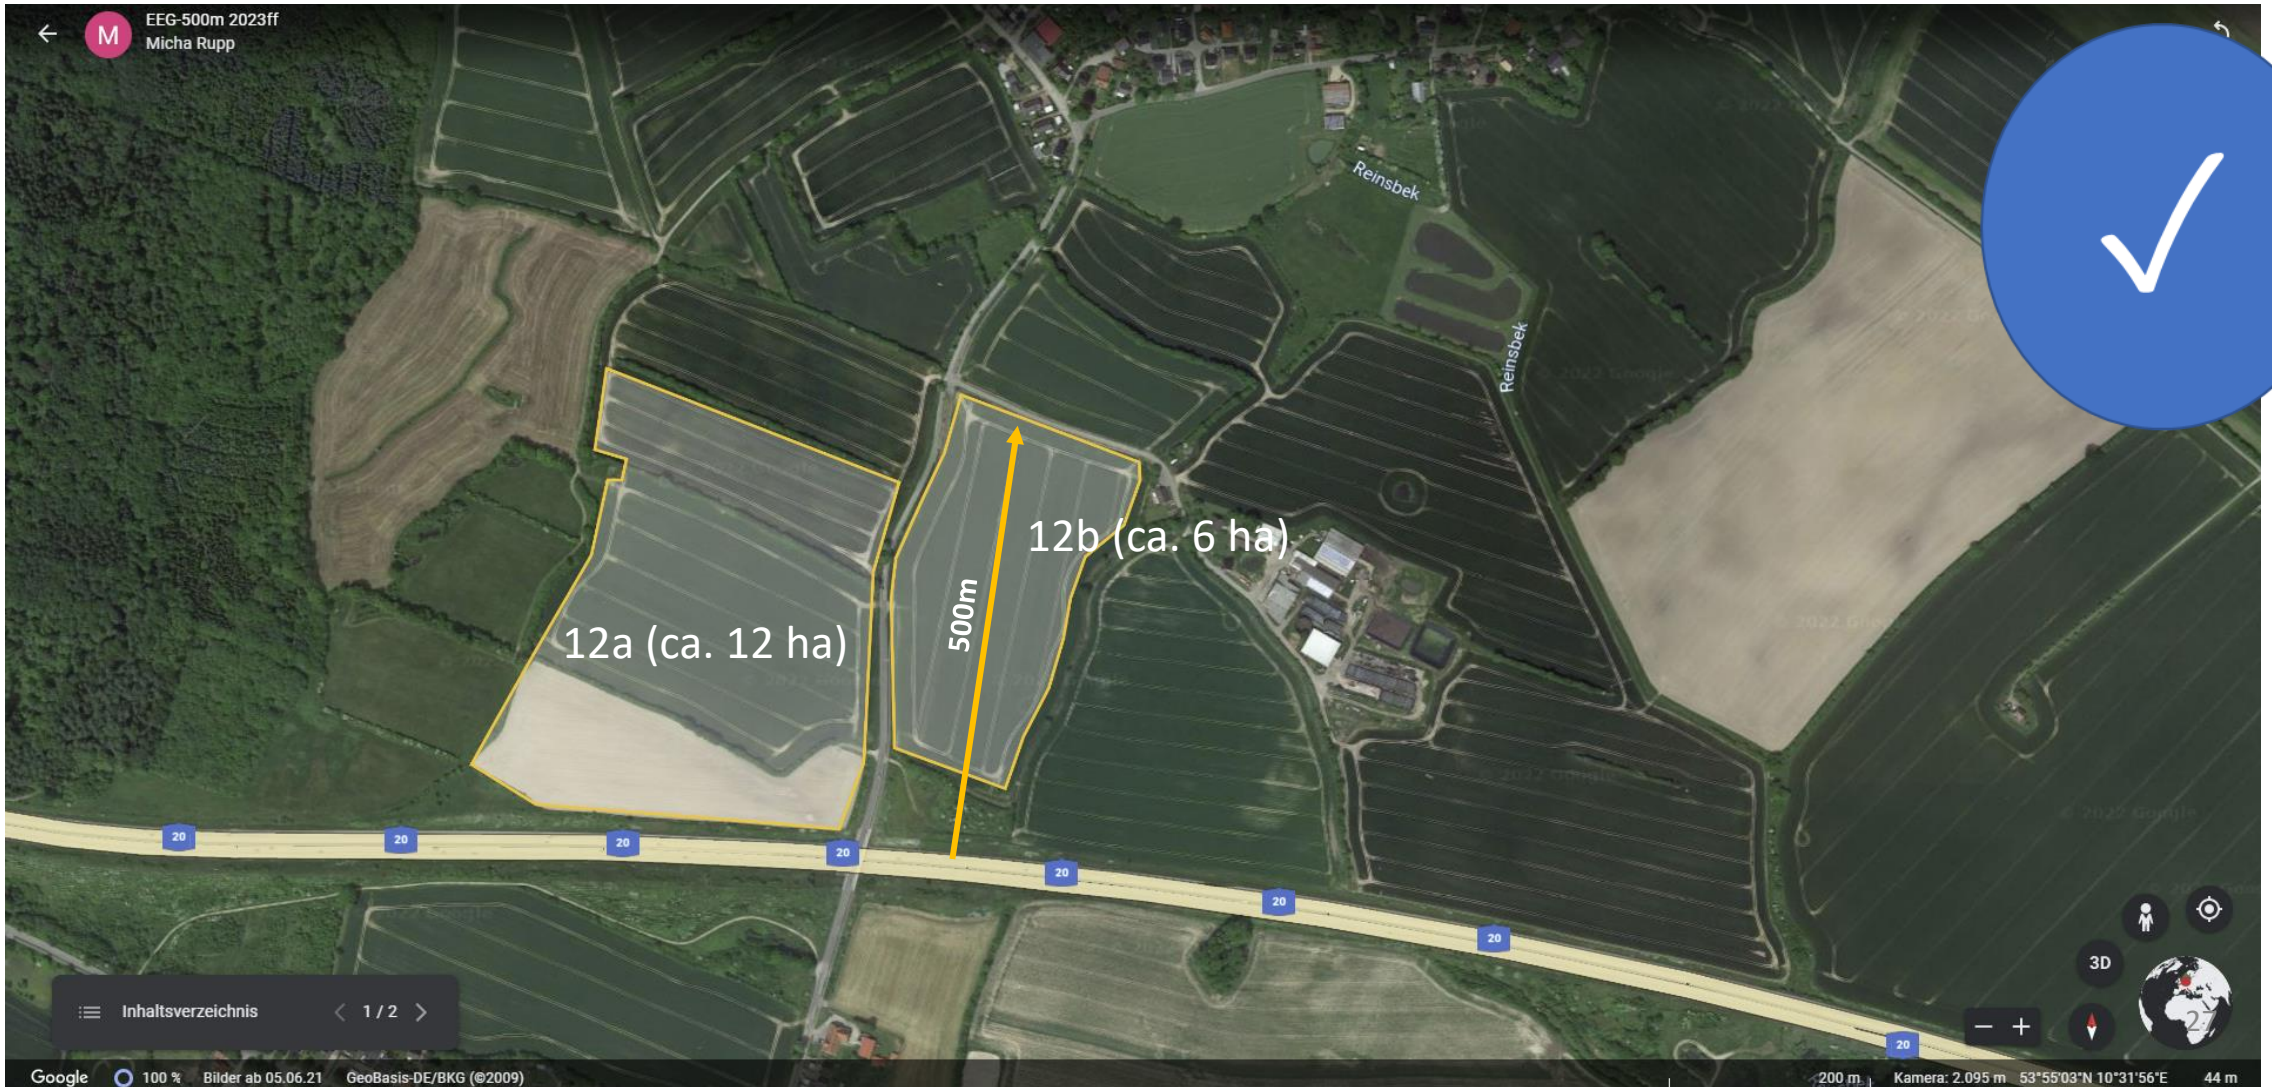 EEG-500m 2023ff
M
Micha Rupp
Reinsbek
Reinsbek
12b (ca. 6 ha)
500m
12a (ca. 12 ha)
20
20
20
20
20
20
20
20
3D
Inhaltsverzeichnis
1 / 2
27
Google
100 %
Bilder ab 05.06.21
GeoBasis-DE/BKG (©2009)
200 m
Kamera: 2.095 m
53°55'03"N 10°31'56"E
44 m